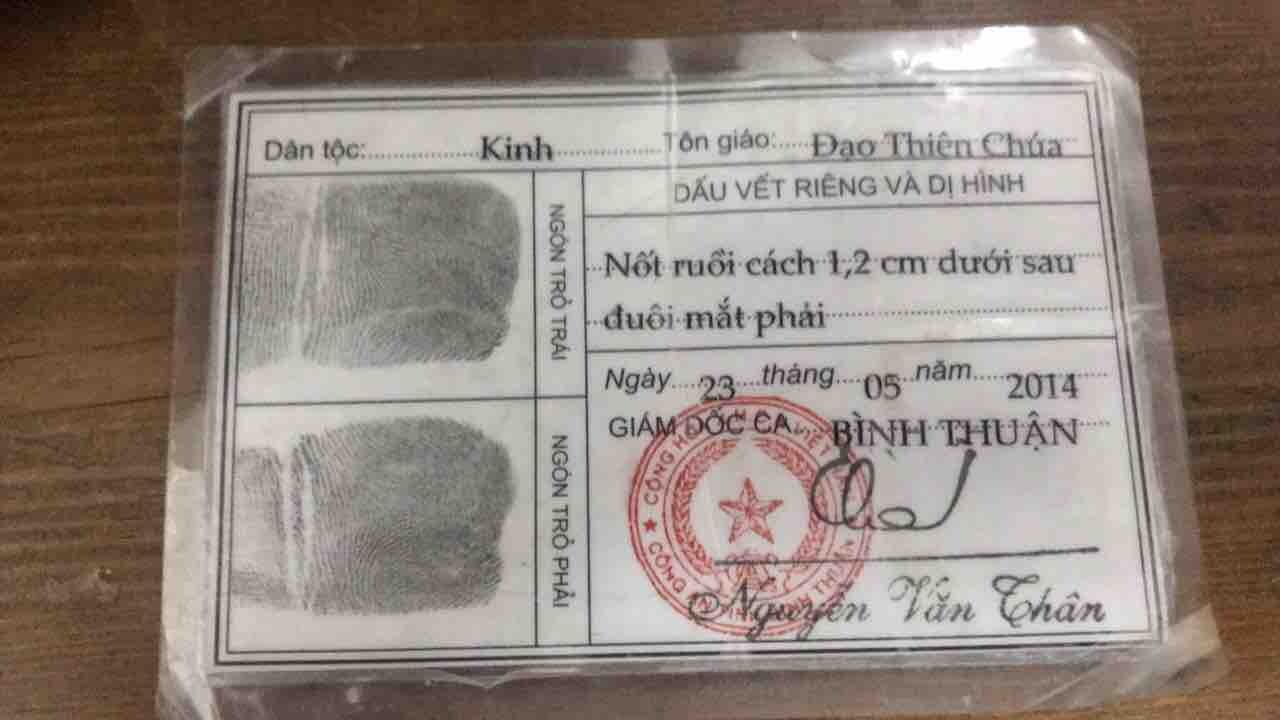 Dân tộc: Kinh Tôn giáo: Đạo Thiên Chúa
DẤU VẾT RIÊNG VÀ DỊ HÌNH
NGÓN TRỎ TRÁI
Nốt ruồi cách 1,2 cm dưới sau
đuôi mắt phải
NGÓN TRỎ PHẢI
Ngày 23 tháng 05 năm 2014
GIÁM ĐỐC CA BÌNH THUẬN
Nguyễn Văn Thân